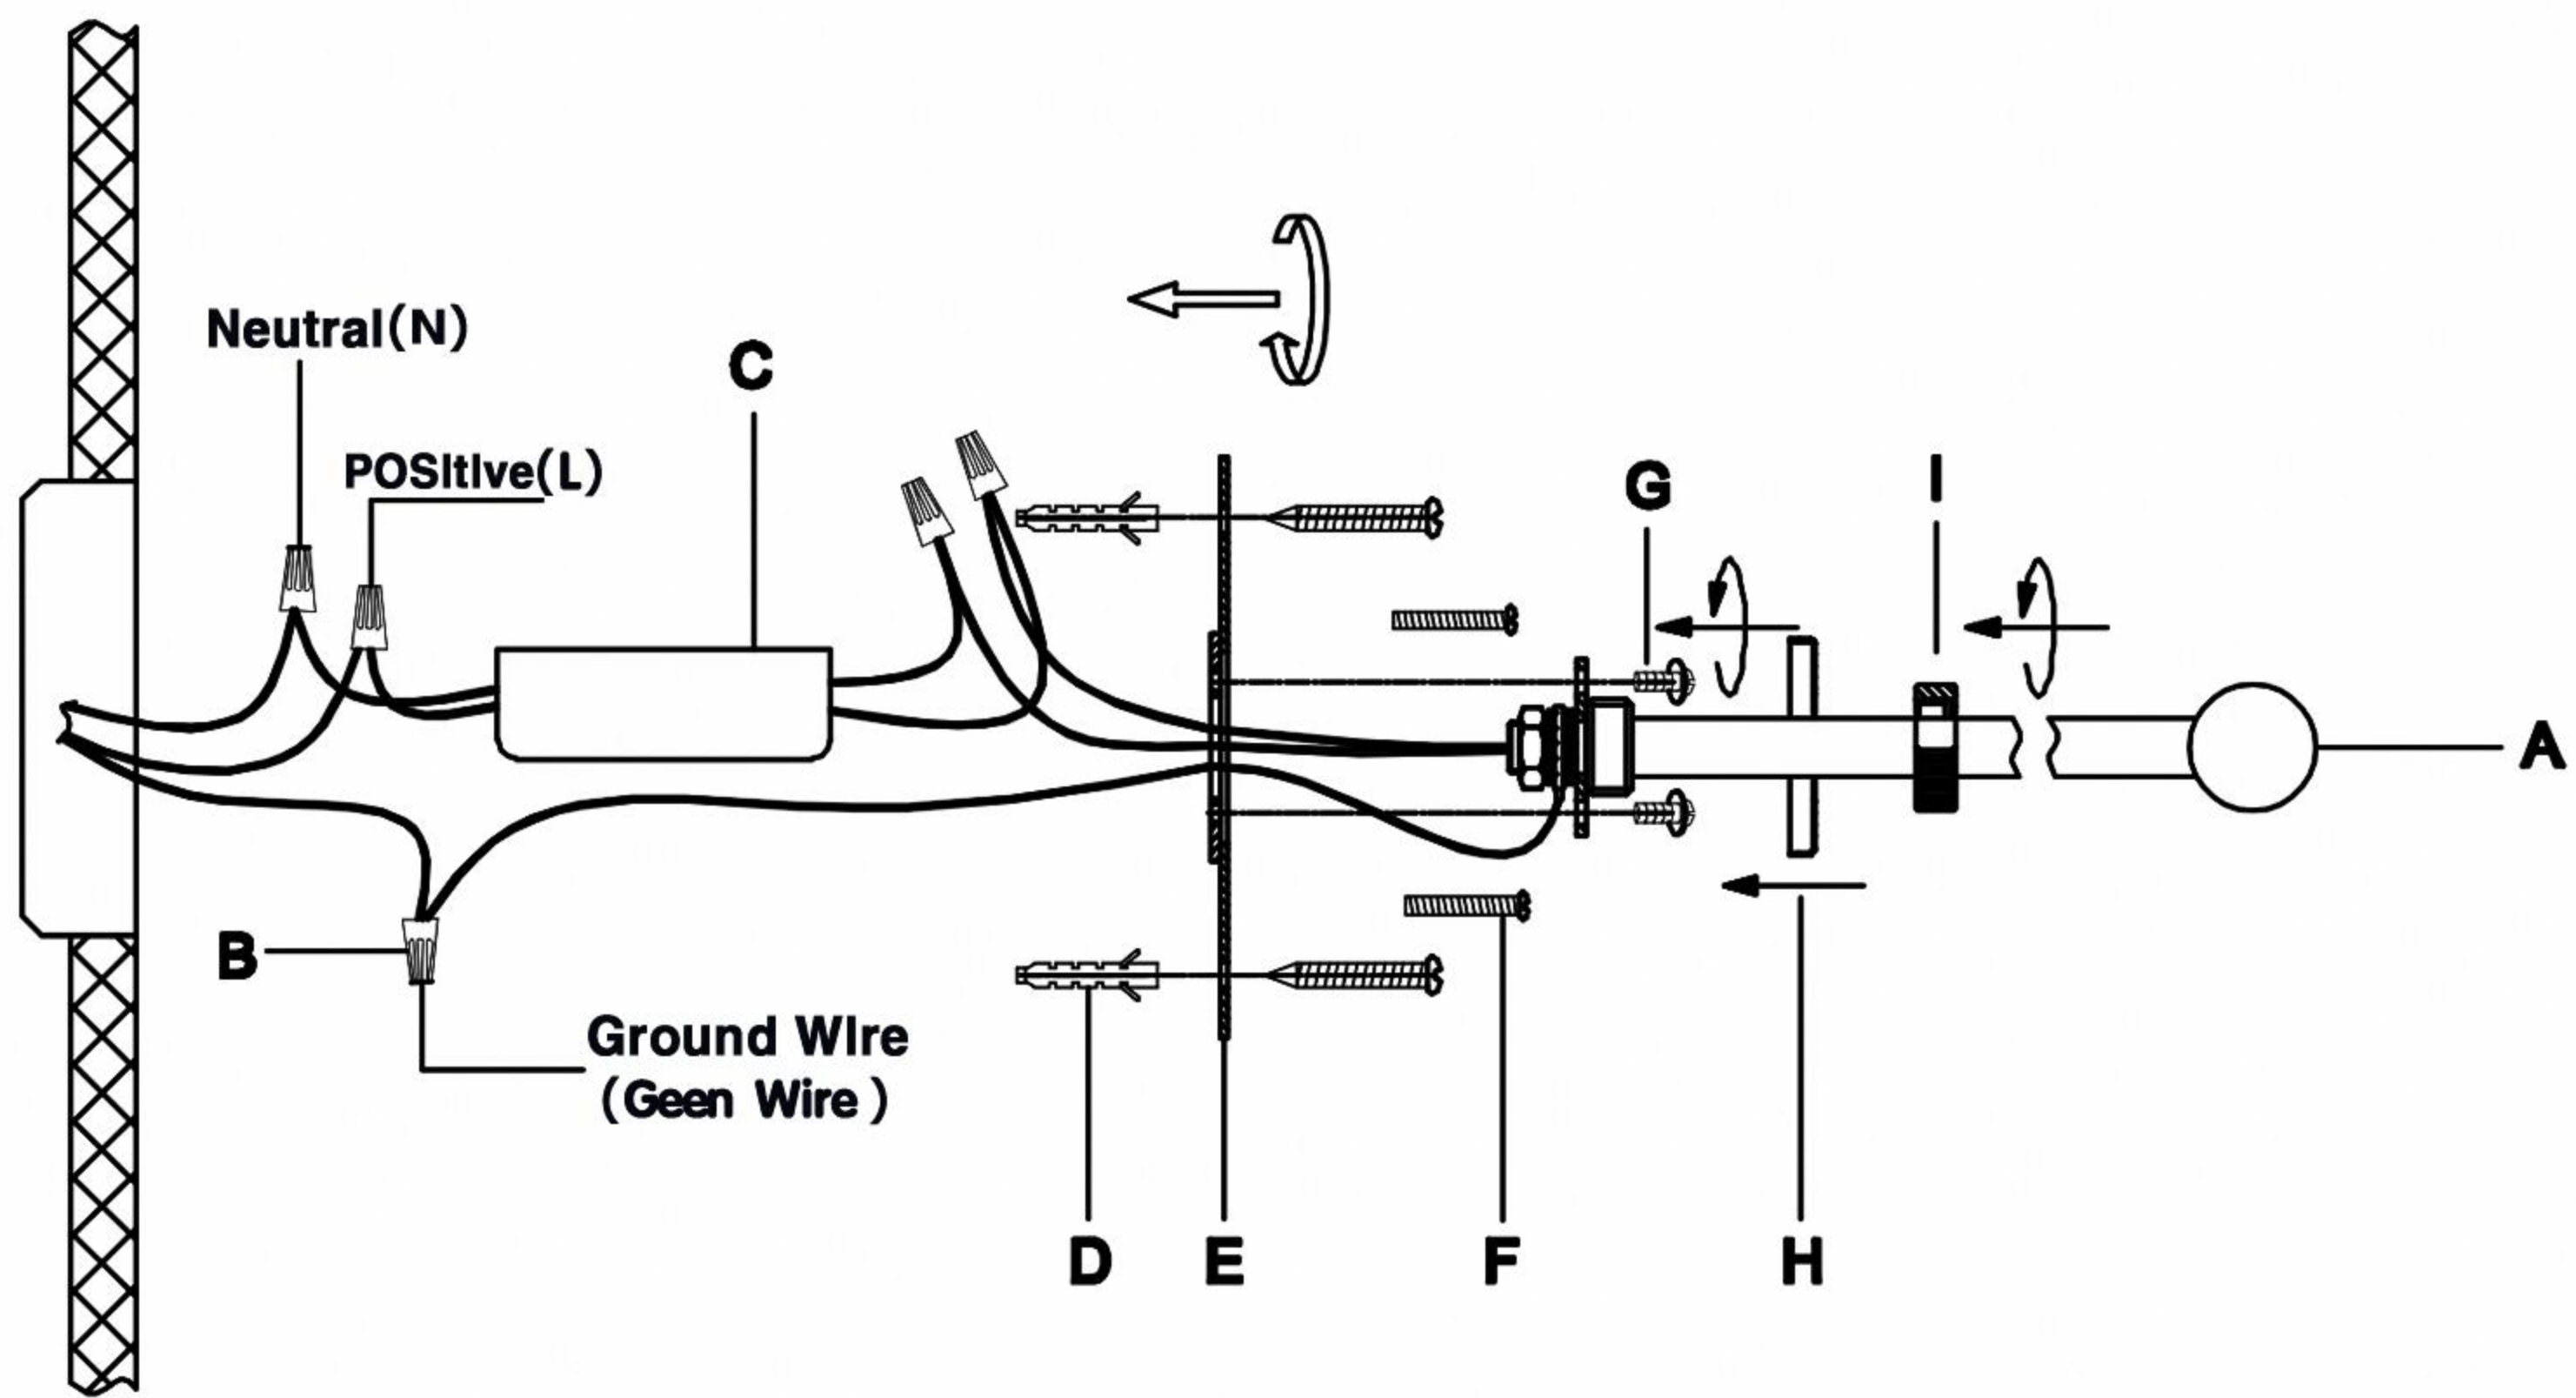 Neutral(N)
C
POSItIve(L)
G
I
A
B
Ground WIre
(Geen Wire )
D
E
F
H